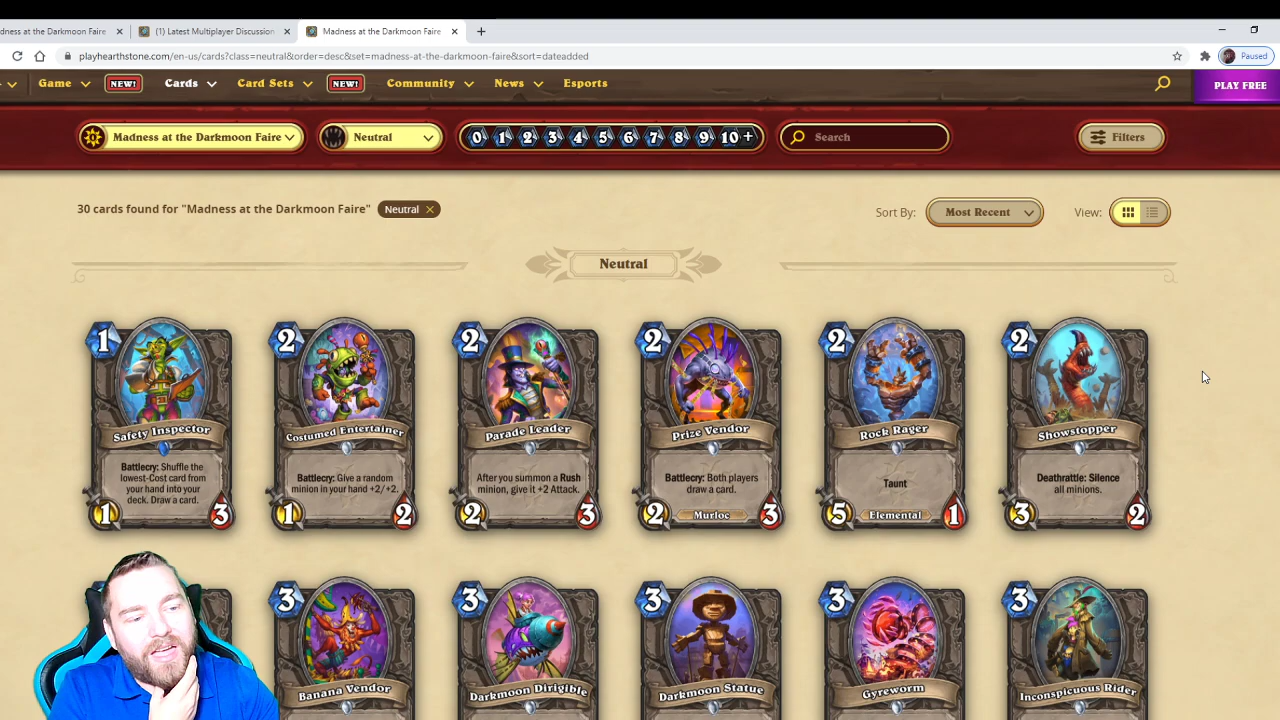 dness at the Darkmoon Faire
(1) Latest Multiplayer Discussion
Madness at the Darkmoon Faire
playhearthstone.com/en-us/cards?class=neutral&order=desc&set=madness-at-the-darkmoon-faire&sort=dateadded
Paused
Game NEW! Cards Card Sets NEW! Community News Esports PLAY FREE
Madness at the Darkmoon Faire Neutral 0 1 2 3 4 5 6 7 8 9 10 + Search Filters
30 cards found for "Madness at the Darkmoon Faire" Neutral ×
Sort By: Most Recent View:
Neutral
1
Safety Inspector
Battlecry: Shuffle the
lowest-Cost card from
your hand into your
deck. Draw a card.
1 3
2
Costumed Entertainer
Battlecry: Give a random
minion in your hand +2/+2.
1 2
2
Parade Leader
After you summon a Rush
minion, give it +2 Attack.
2 3
2
Prize Vendor
Battlecry: Both players
draw a card.
2 Murloc 3
2
Rock Rager
Taunt
5 Elemental 1
2
Showstopper
Deathrattle: Silence
all minions.
3 2
3
Banana Vendor
3
Darkmoon Dirigible
3
Darkmoon Statue
3
Gyreworm
3
Inconspicuous Rider